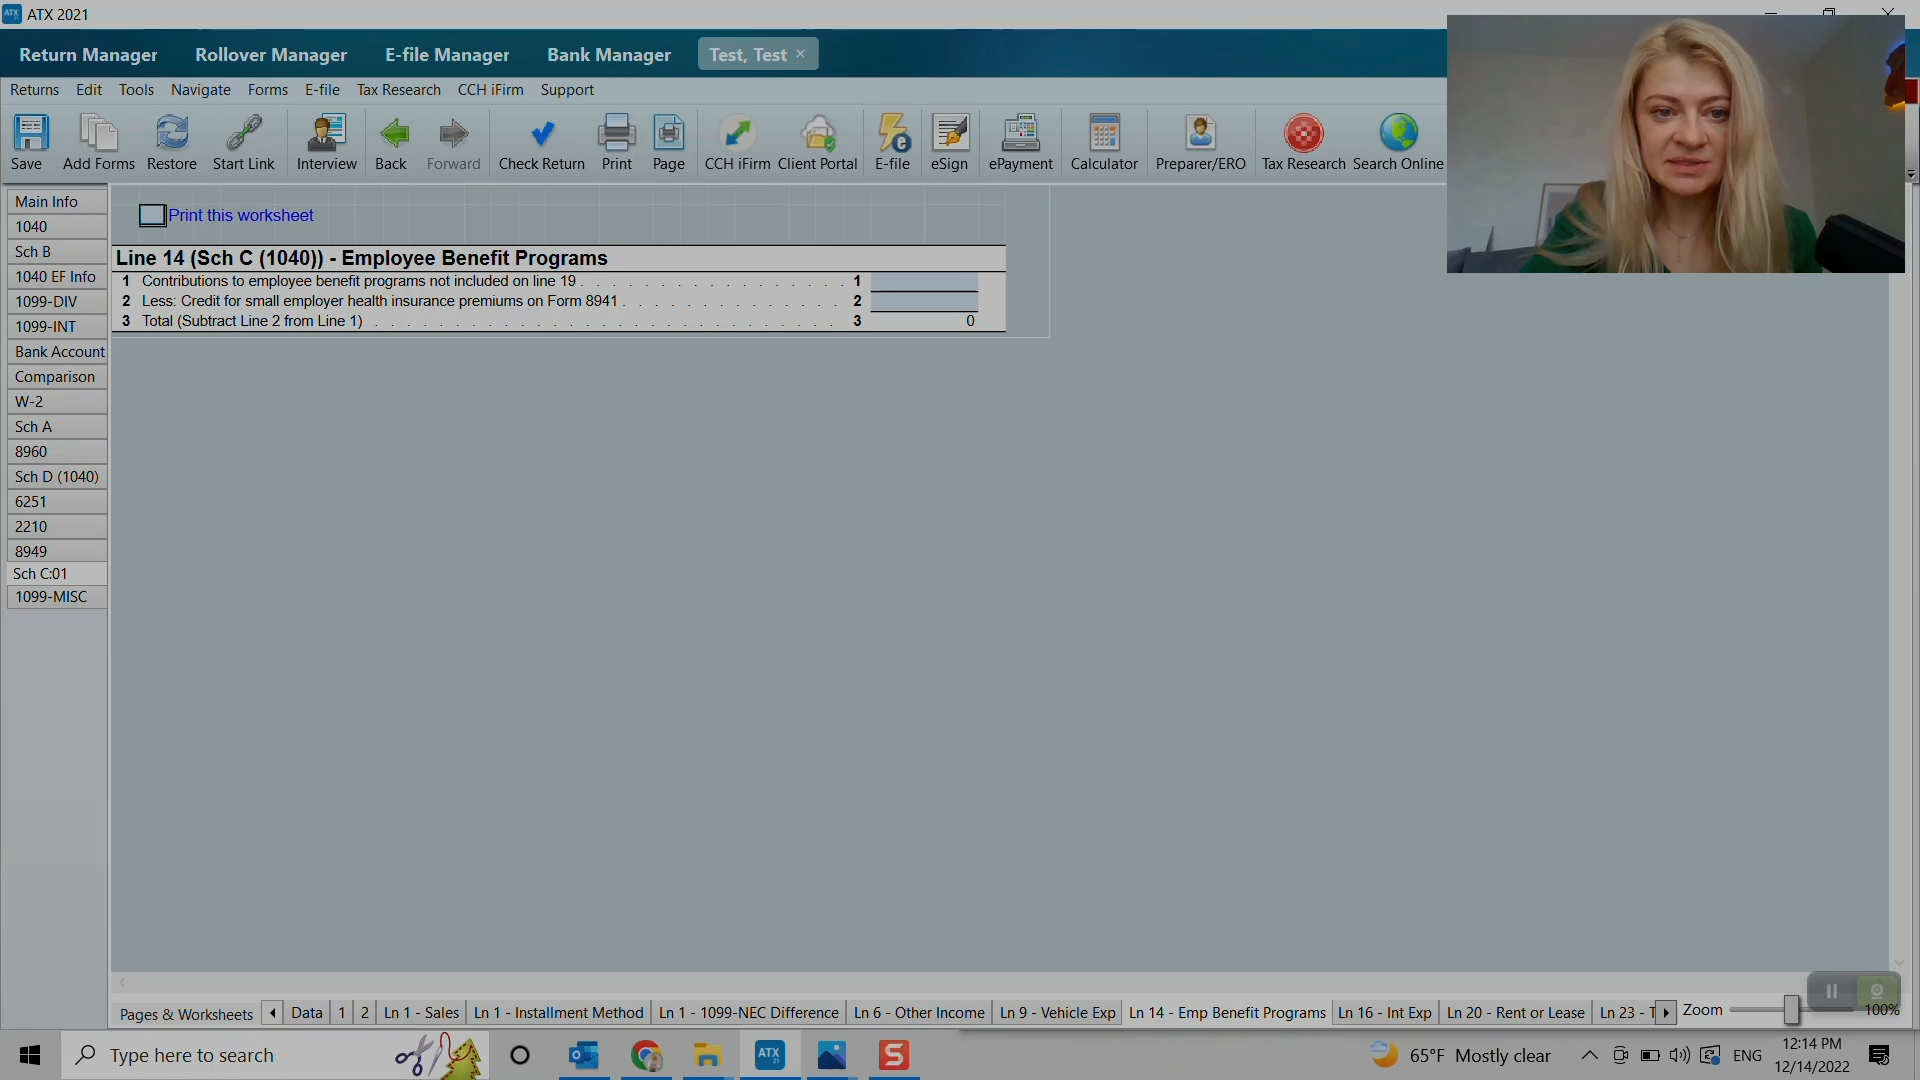 ATX 2021
Return Manager Rollover Manager E-file Manager Bank Manager Test, Test ×
Returns Edit Tools Navigate Forms E-file Tax Research CCH iFirm Support
Save Add Forms Restore Start Link Interview Back Forward Check Return Print Page CCH iFirm Client Portal E-file eSign ePayment Calculator Preparer/ERO Tax Research Search Online
Main Info
1040
Sch B
1040 EF Info
1099-DIV
1099-INT
Bank Account
Comparison
W-2
Sch A
8960
Sch D (1040)
6251
2210
8949
Sch C:01
1099-MISC
Print this worksheet
Line 14 (Sch C (1040)) - Employee Benefit Programs
1 Contributions to employee benefit programs not included on line 19 . . . . . . . . . . . . . . 1
2 Less: Credit for small employer health insurance premiums on Form 8941 . . . . . . . . . . . . 2
3 Total (Subtract Line 2 from Line 1) . . . . . . . . . . . . . . . . . . . . . . . . 3 0
Pages & Worksheets Data 1 2 Ln 1 - Sales Ln 1 - Installment Method Ln 1 - 1099-NEC Difference Ln 6 - Other Income Ln 9 - Vehicle Exp Ln 14 - Emp Benefit Programs Ln 16 - Int Exp Ln 20 - Rent or Lease Ln 23 - T Zoom 100%
Type here to search
ATX
21
S
65°F Mostly clear
ENG
12:14 PM
12/14/2022